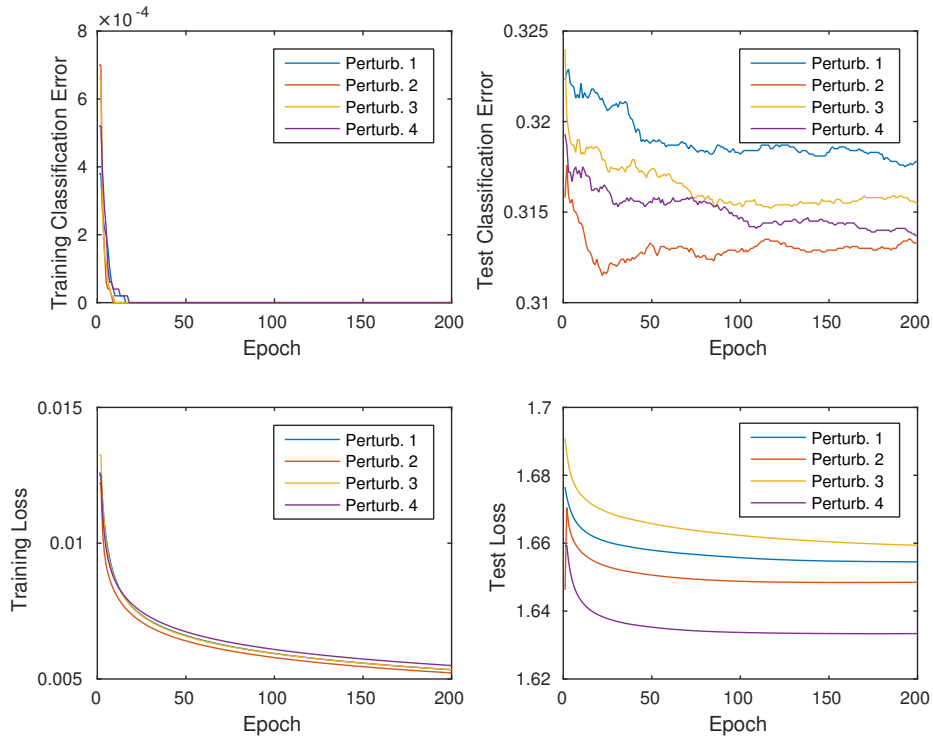 ×10⁻⁴
8
6
4
2
0
0
50
100
150
200
Training Classification Error
Epoch
Perturb. 1
Perturb. 2
Perturb. 3
Perturb. 4
0.325
0.32
0.315
0.31
0
50
100
150
200
Test Classification Error
Epoch
Perturb. 1
Perturb. 2
Perturb. 3
Perturb. 4
0.015
0.01
0.005
0
50
100
150
200
Training Loss
Epoch
Perturb. 1
Perturb. 2
Perturb. 3
Perturb. 4
1.7
1.68
1.66
1.64
1.62
0
50
100
150
200
Test Loss
Epoch
Perturb. 1
Perturb. 2
Perturb. 3
Perturb. 4